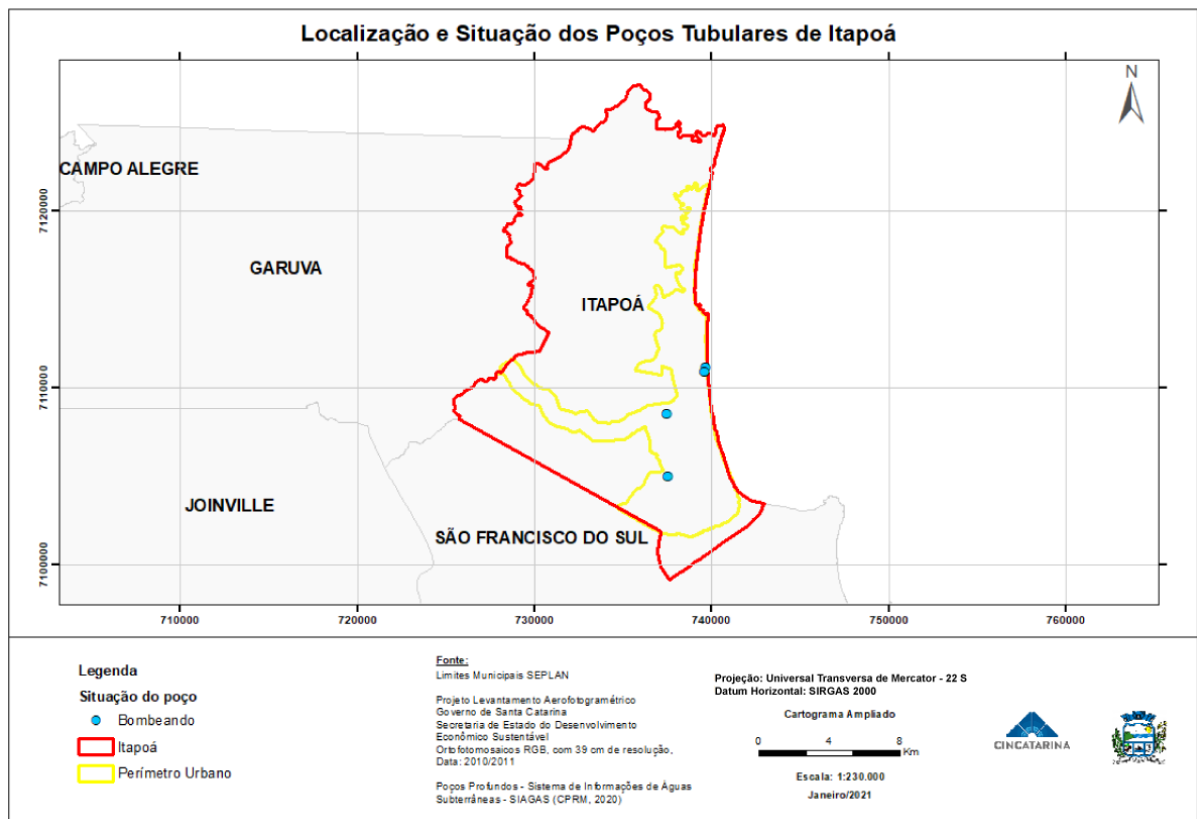 Localização e Situação dos Poços Tubulares de Itapoá
N
CAMPO ALEGRE
GARUVA
ITAPOÁ
JOINVILLE
SÃO FRANCISCO DO SUL
7120000
7110000
7100000
710000
720000
730000
740000
750000
760000
Legenda
Situação do poço
Bombeando
Itapoá
Perímetro Urbano
Fonte:
Limites Municipais SEPLAN
Projeto Levantamento Aerofotogramétrico
Governo de Santa Catarina
Secretaria de Estado do Desenvolvimento
Econômico Sustentável
Ortofotomosaicos RGB, com 39 cm de resolução,
Data: 2010/2011
Poços Profundos - Sistema de Informações de Águas
Subterrâneas - SIAGAS (CPRM, 2020)
Projeção: Universal Transversa de Mercator - 22 S
Datum Horizontal: SIRGAS 2000
Cartograma Ampliado
0 4 8
Km
Escala: 1:230.000
Janeiro/2021
CINCATARINA